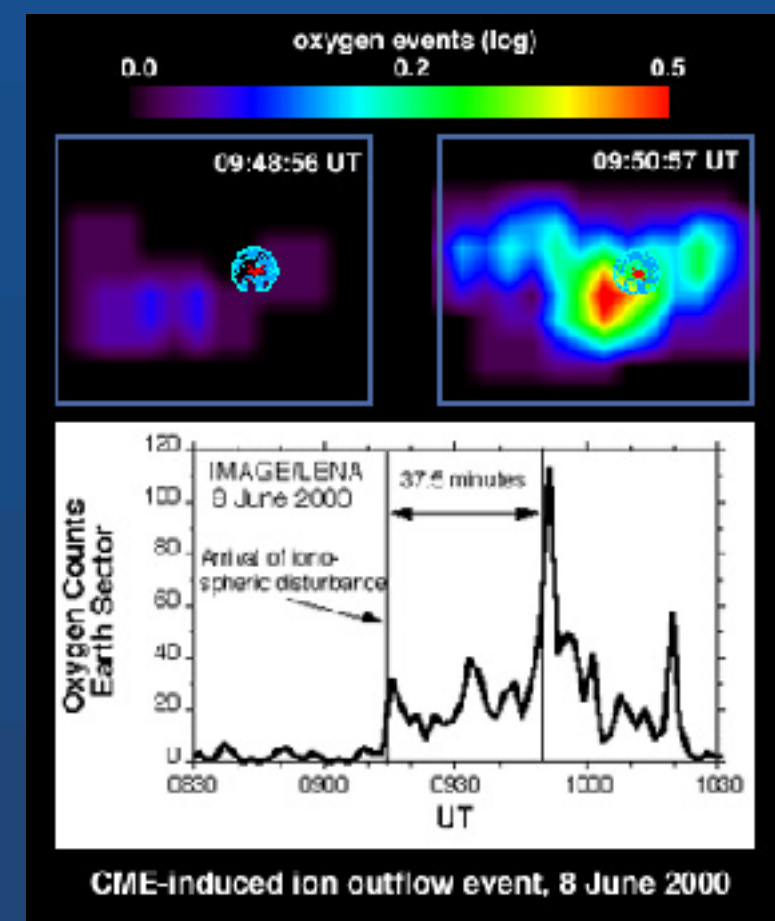 oxygen events (log)
0.0 0.2 0.5
09:48:56 UT
09:50:57 UT
120
100
80
60
40
20
0
Oxygen Counts
Earth Sector
IMAGE/LENA
8 June 2000
37.5 minutes
Arrival of iono-
spheric disturbance
0830 0900 0930 1000 1030
UT
CME-induced ion outflow event, 8 June 2000